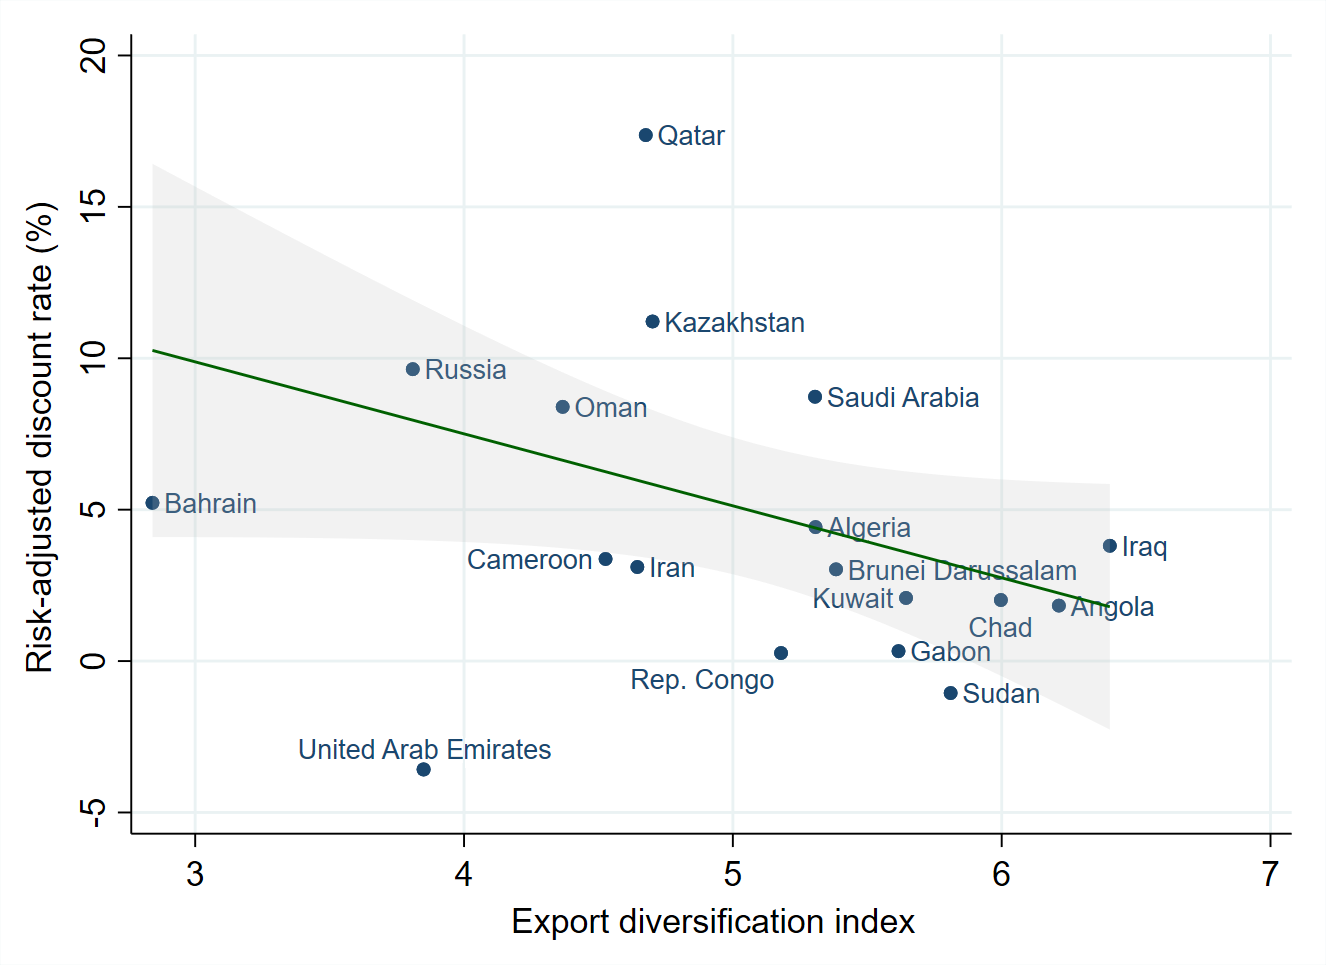 Risk-adjusted discount rate (%)
20
15
10
5
0
-5
Qatar
Kazakhstan
Russia
Saudi Arabia
Oman
Bahrain
Algeria
Iraq
Cameroon
Iran
Brunei Darussalam
Kuwait
Angola
Chad
Gabon
Rep. Congo
Sudan
United Arab Emirates
3 4 5 6 7
Export diversification index